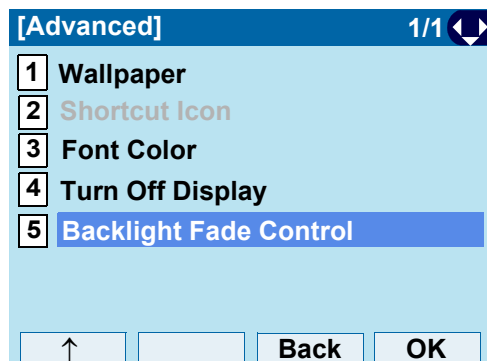 [Advanced] 1/1
1 Wallpaper
2 Shortcut Icon
3 Font Color
4 Turn Off Display
5 Backlight Fade Control
↑ Back OK